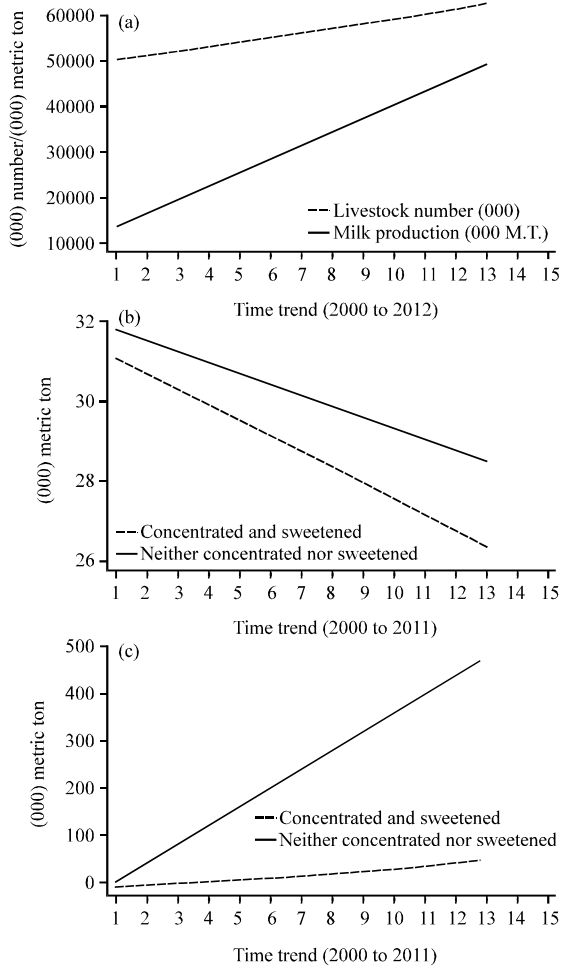 (a)
60000
50000
40000
30000
20000
10000
(000) number/(000) metric ton
Livestock number (000)
Milk production (000 M.T.)
1 2 3 4 5 6 7 8 9 10 11 12 13 14 15
Time trend (2000 to 2012)
(b)
32
30
28
26
(000) metric ton
Concentrated and sweetened
Neither concentrated nor sweetened
1 2 3 4 5 6 7 8 9 10 11 12 13 14 15
Time trend (2000 to 2011)
(c)
500
400
300
200
100
0
(000) metric ton
Concentrated and sweetened
Neither concentrated nor sweetened
1 2 3 4 5 6 7 8 9 10 11 12 13 14 15
Time trend (2000 to 2011)